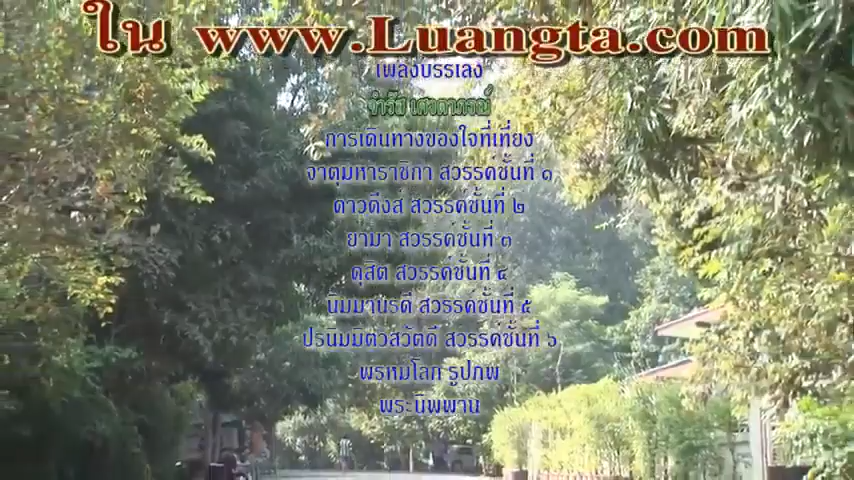 ใน www.Luangta.com
เพลงบรรเลง
จำรัส เศวตาภรณ์
การเดินทางของใจที่เที่ยง
จาตุมหาราชิกา สวรรค์ชั้นที่ ๑
ดาวดึงส์ สวรรค์ชั้นที่ ๒
ยามา สวรรค์ชั้นที่ ๓
ดุสิต สวรรค์ชั้นที่ ๔
นิมมานรดี สวรรค์ชั้นที่ ๕
ปรนิมมิตวสวัตดี สวรรค์ชั้นที่ ๖
พรหมโลก รูปภพ
พระนิพพาน